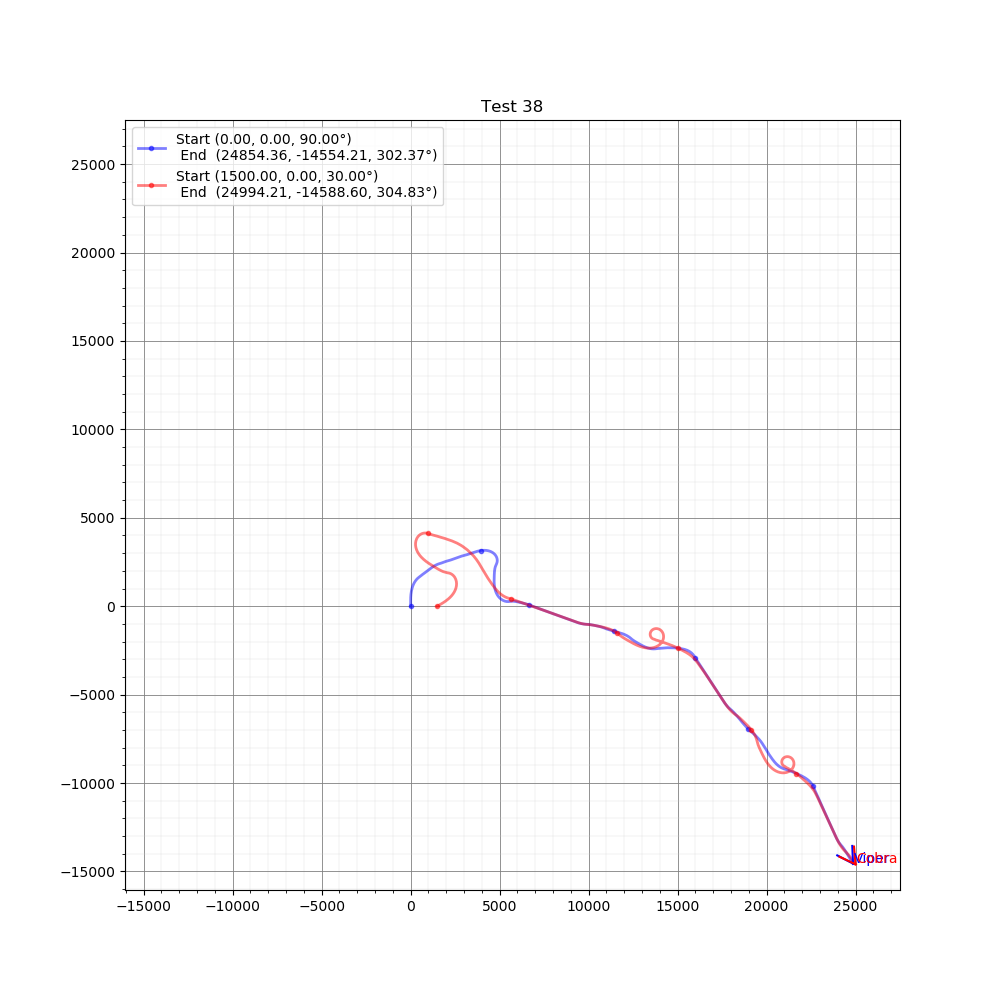 Test 38
Start (0.00, 0.00, 90.00°)
End (24854.36, -14554.21, 302.37°)
Start (1500.00, 0.00, 30.00°)
End (24994.21, -14588.60, 304.83°)
25000
20000
15000
10000
5000
0
−5000
−10000
−15000
−15000 −10000 −5000 0 5000 10000 15000 20000 25000